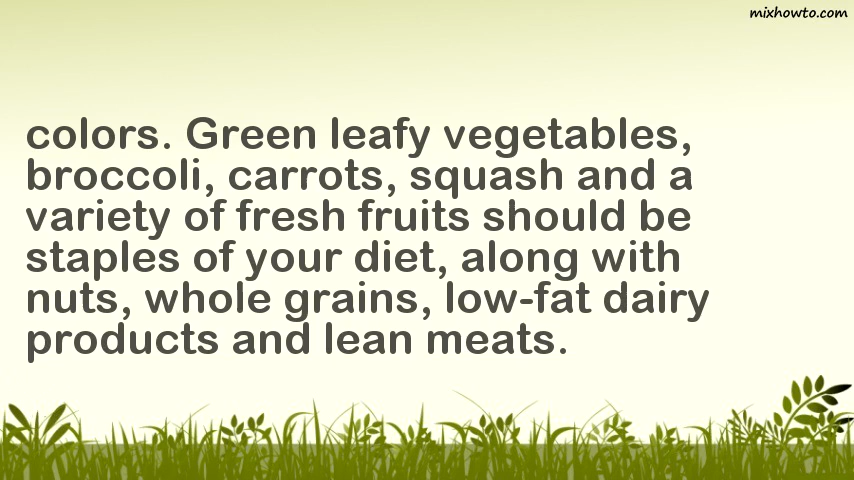 mixhowto.com
colors. Green leafy vegetables,
broccoli, carrots, squash and a
variety of fresh fruits should be
staples of your diet, along with
nuts, whole grains, low-fat dairy
products and lean meats.